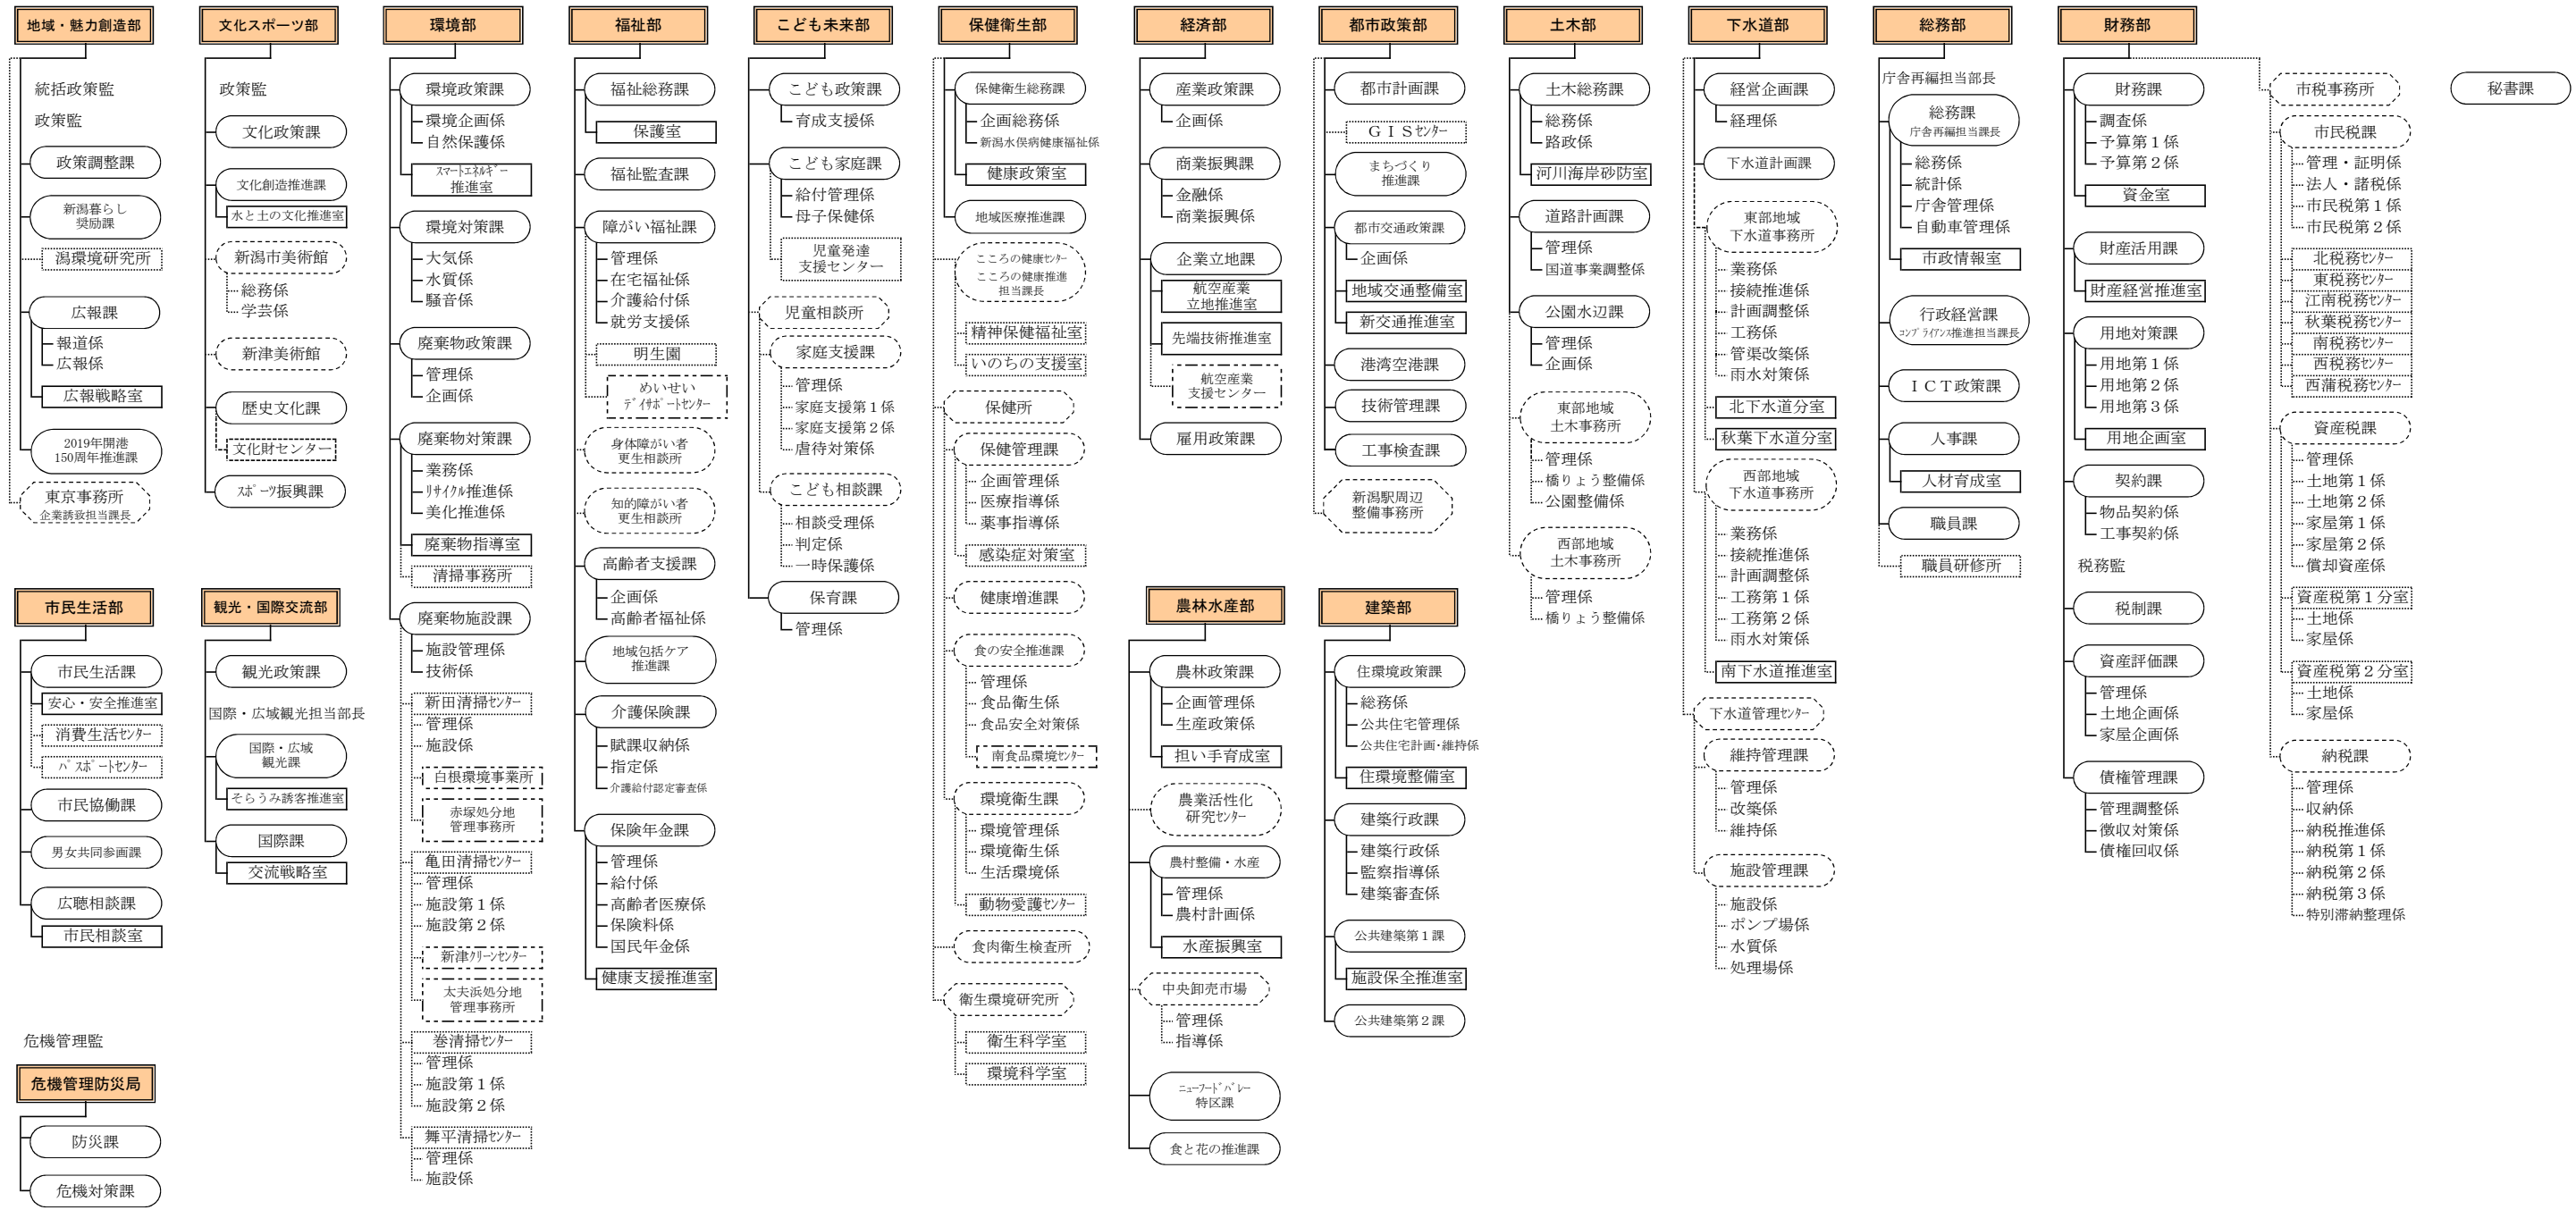 地域・魅力創造部
統括政策監
政策監
政策調整課
新潟暮らし
奨励課
潟環境研究所
広報課
報道係
広報係
広報戦略室
2019年開港
150周年推進課
東京事務所
企業誘致担当課長
市民生活部
市民生活課
安心・安全推進室
消費生活ｾﾝﾀｰ
ﾊﾟｽﾎﾟｰﾄｾﾝﾀｰ
市民協働課
男女共同参画課
広聴相談課
市民相談室
危機管理監
危機管理防災局
防災課
危機対策課
文化スポーツ部
政策監
文化政策課
文化創造推進課
水と土の文化推進室
新潟市美術館
総務係
学芸係
新津美術館
歴史文化課
文化財センター
ｽﾎﾟｰﾂ振興課
観光・国際交流部
観光政策課
国際・広域観光担当部長
国際・広域
観光課
そらうみ誘客推進室
国際課
交流戦略室
環境部
環境政策課
環境企画係
自然保護係
ｽﾏｰﾄｴﾈﾙｷﾞｰ
推進室
環境対策課
大気係
水質係
騒音係
廃棄物政策課
管理係
企画係
廃棄物対策課
業務係
ﾘｻｲｸﾙ推進係
美化推進係
廃棄物指導室
清掃事務所
廃棄物施設課
施設管理係
技術係
新田清掃ｾﾝﾀｰ
管理係
施設係
白根環境事業所
赤塚処分地
管理事務所
亀田清掃ｾﾝﾀｰ
管理係
施設第１係
施設第２係
新津ｸﾘｰﾝｾﾝﾀｰ
太夫浜処分地
管理事務所
巻清掃ｾﾝﾀｰ
管理係
施設第１係
施設第２係
舞平清掃ｾﾝﾀｰ
管理係
施設係
福祉部
福祉総務課
保護室
福祉監査課
障がい福祉課
管理係
在宅福祉係
介護給付係
就労支援係
明生園
めいせい
ﾃﾞｲｻﾎﾟｰﾄｾﾝﾀｰ
身体障がい者
更生相談所
知的障がい者
更生相談所
高齢者支援課
企画係
高齢者福祉係
地域包括ケア
推進課
介護保険課
賦課収納係
指定係
介護給付認定審査係
保険年金課
管理係
給付係
高齢者医療係
保険料係
国民年金係
健康支援推進室
こども未来部
こども政策課
育成支援係
こども家庭課
給付管理係
母子保健係
児童発達
支援センター
児童相談所
家庭支援課
管理係
家庭支援第１係
家庭支援第２係
虐待対策係
こども相談課
相談受理係
判定係
一時保護係
保育課
管理係
保健衛生部
保健衛生総務課
企画総務係
新潟水俣病健康福祉係
健康政策室
地域医療推進課
こころの健康ｾﾝﾀｰ
こころの健康推進
担当課長
精神保健福祉室
いのちの支援室
保健所
保健管理課
企画管理係
医療指導係
薬事指導係
感染症対策室
健康増進課
食の安全推進課
管理係
食品衛生係
食品安全対策係
南食品環境ｾﾝﾀｰ
環境衛生課
環境管理係
環境衛生係
生活環境係
動物愛護ｾﾝﾀｰ
食肉衛生検査所
衛生環境研究所
衛生科学室
環境科学室
経済部
産業政策課
企画係
商業振興課
金融係
商業振興係
企業立地課
航空産業
立地推進室
先端技術推進室
航空産業
支援センター
雇用政策課
農林水産部
農林政策課
企画管理係
生産政策係
担い手育成室
農業活性化
研究ｾﾝﾀｰ
農村整備・水産
管理係
農村計画係
水産振興室
中央卸売市場
管理係
指導係
ﾆｭｰﾌｰﾄﾞﾊﾞﾚｰ
特区課
食と花の推進課
都市政策部
都市計画課
ＧＩＳｾﾝﾀｰ
まちづくり
推進課
都市交通政策課
企画係
地域交通整備室
新交通推進室
港湾空港課
技術管理課
工事検査課
新潟駅周辺
整備事務所
建築部
住環境政策課
総務係
公共住宅管理係
公共住宅計画・維持係
住環境整備室
建築行政課
建築行政係
監察指導係
建築審査係
公共建築第１課
施設保全推進室
公共建築第２課
土木部
土木総務課
総務係
路政係
河川海岸砂防室
道路計画課
管理係
国道事業調整係
公園水辺課
管理係
企画係
東部地域
土木事務所
管理係
橋りょう整備係
公園整備係
西部地域
土木事務所
管理係
橋りょう整備係
下水道部
経営企画課
経理係
下水道計画課
東部地域
下水道事務所
業務係
接続推進係
計画調整係
工務係
管渠改築係
雨水対策係
北下水道分室
秋葉下水道分室
西部地域
下水道事務所
業務係
接続推進係
計画調整係
工務第１係
工務第２係
雨水対策係
南下水道推進室
下水道管理ｾﾝﾀｰ
維持管理課
管理係
改築係
維持係
施設管理課
施設係
ポンプ場係
水質係
処理場係
総務部
庁舎再編担当部長
総務課
庁舎再編担当課長
総務係
統計係
庁舎管理係
自動車管理係
市政情報室
行政経営課
ｺﾝﾌﾟﾗｲｱﾝｽ推進担当課長
ＩＣＴ政策課
人事課
人材育成室
職員課
職員研修所
財務部
財務課
調査係
予算第１係
予算第２係
資金室
財産活用課
財産経営推進室
用地対策課
用地第１係
用地第２係
用地第３係
用地企画室
契約課
物品契約係
工事契約係
税務監
税制課
資産評価課
管理係
土地企画係
家屋企画係
債権管理課
管理調整係
徴収対策係
債権回収係
市税事務所
市民税課
管理・証明係
法人・諸税係
市民税第１係
市民税第２係
北税務ｾﾝﾀｰ
東税務ｾﾝﾀｰ
江南税務ｾﾝﾀｰ
秋葉税務ｾﾝﾀｰ
南税務ｾﾝﾀｰ
西税務ｾﾝﾀｰ
西蒲税務ｾﾝﾀｰ
資産税課
管理係
土地第１係
土地第２係
家屋第１係
家屋第２係
償却資産係
資産税第１分室
土地係
家屋係
資産税第２分室
土地係
家屋係
納税課
管理係
収納係
納税推進係
納税第１係
納税第２係
納税第３係
特別滞納整理係
秘書課